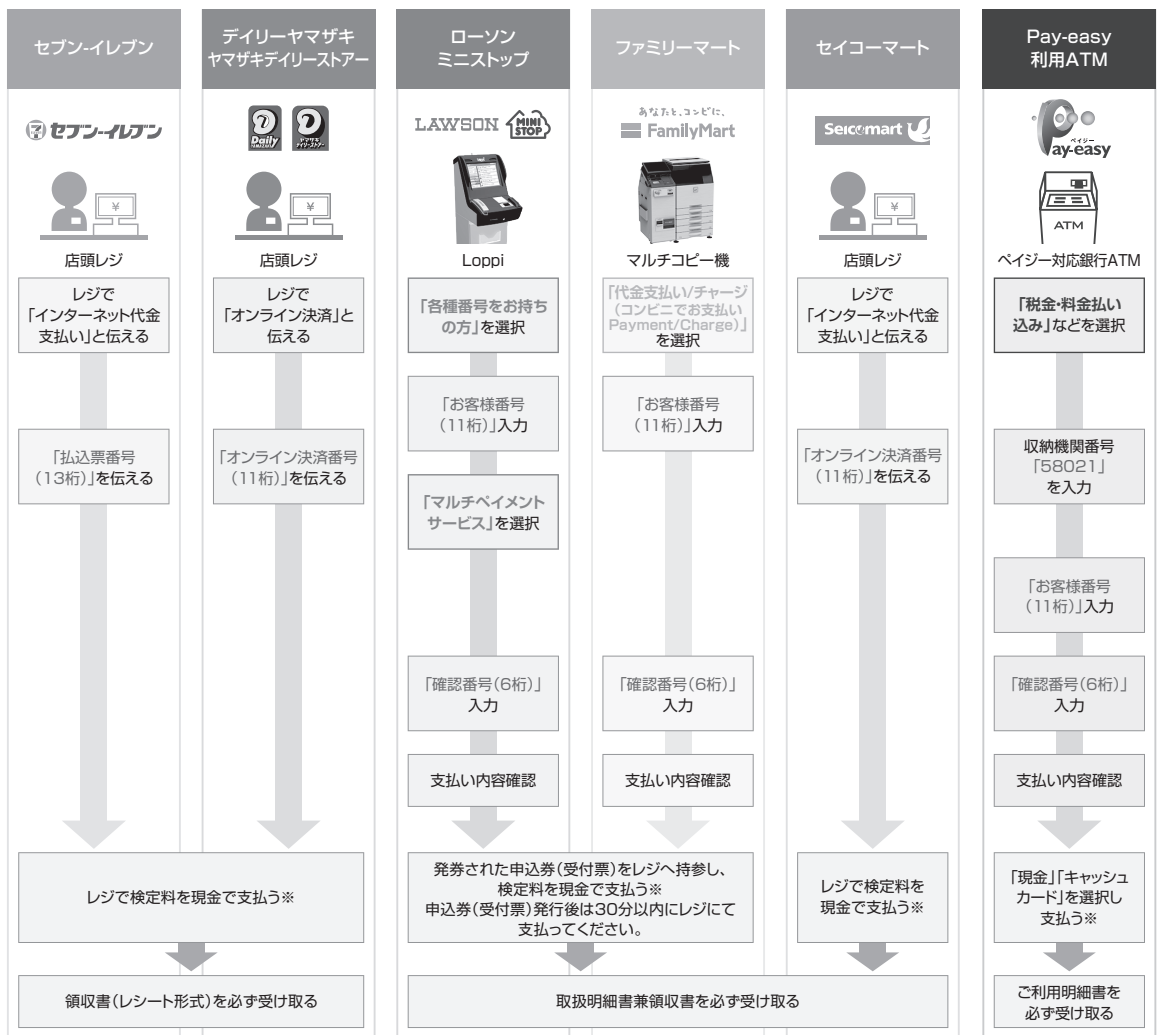 セブン-イレブン
セブン-イレブン
¥
店頭レジ
レジで
「インターネット代金
支払い」と伝える
「払込票番号
(13桁)」を伝える
デイリーヤマザキ
ヤマザキデイリーストアー
Daily
YAMAZAKI
ヤマザキ
デイリーストアー
¥
店頭レジ
レジで
「オンライン決済」と
伝える
「オンライン決済番号
(11桁)」を伝える
レジで検定料を現金で支払う※
領収書(レシート形式)を必ず受け取る
ローソン
ミニストップ
LAWSON
MINI
STOP
Loppi
「各種番号をお持ち
の方」を選択
「お客様番号
(11桁)」入力
「マルチペイメント
サービス」を選択
「確認番号(6桁)」
入力
支払い内容確認
ファミリーマート
あなたと、コンビに、
FamilyMart
マルチコピー機
「代金支払い/チャージ
(コンビニでお支払い
Payment/Charge)」
を選択
「お客様番号
(11桁)」入力
「確認番号(6桁)」
入力
支払い内容確認
発券された申込券(受付票)をレジへ持参し、
検定料を現金で支払う※
申込券(受付票)発行後は30分以内にレジにて
支払ってください。
セイコーマート
Seicomart
¥
店頭レジ
レジで
「インターネット代金
支払い」と伝える
「オンライン決済番号
(11桁)」を伝える
レジで検定料を
現金で支払う※
取扱明細書兼領収書を必ず受け取る
Pay-easy
利用ATM
ペイジー
Pay-easy
ATM
ペイジー対応銀行ATM
「税金・料金払い
込み」などを選択
収納機関番号
「58021」
を入力
「お客様番号
(11桁)」入力
「確認番号(6桁)」
入力
支払い内容確認
「現金」「キャッシュ
カード」を選択し
支払う※
ご利用明細書を
必ず受け取る